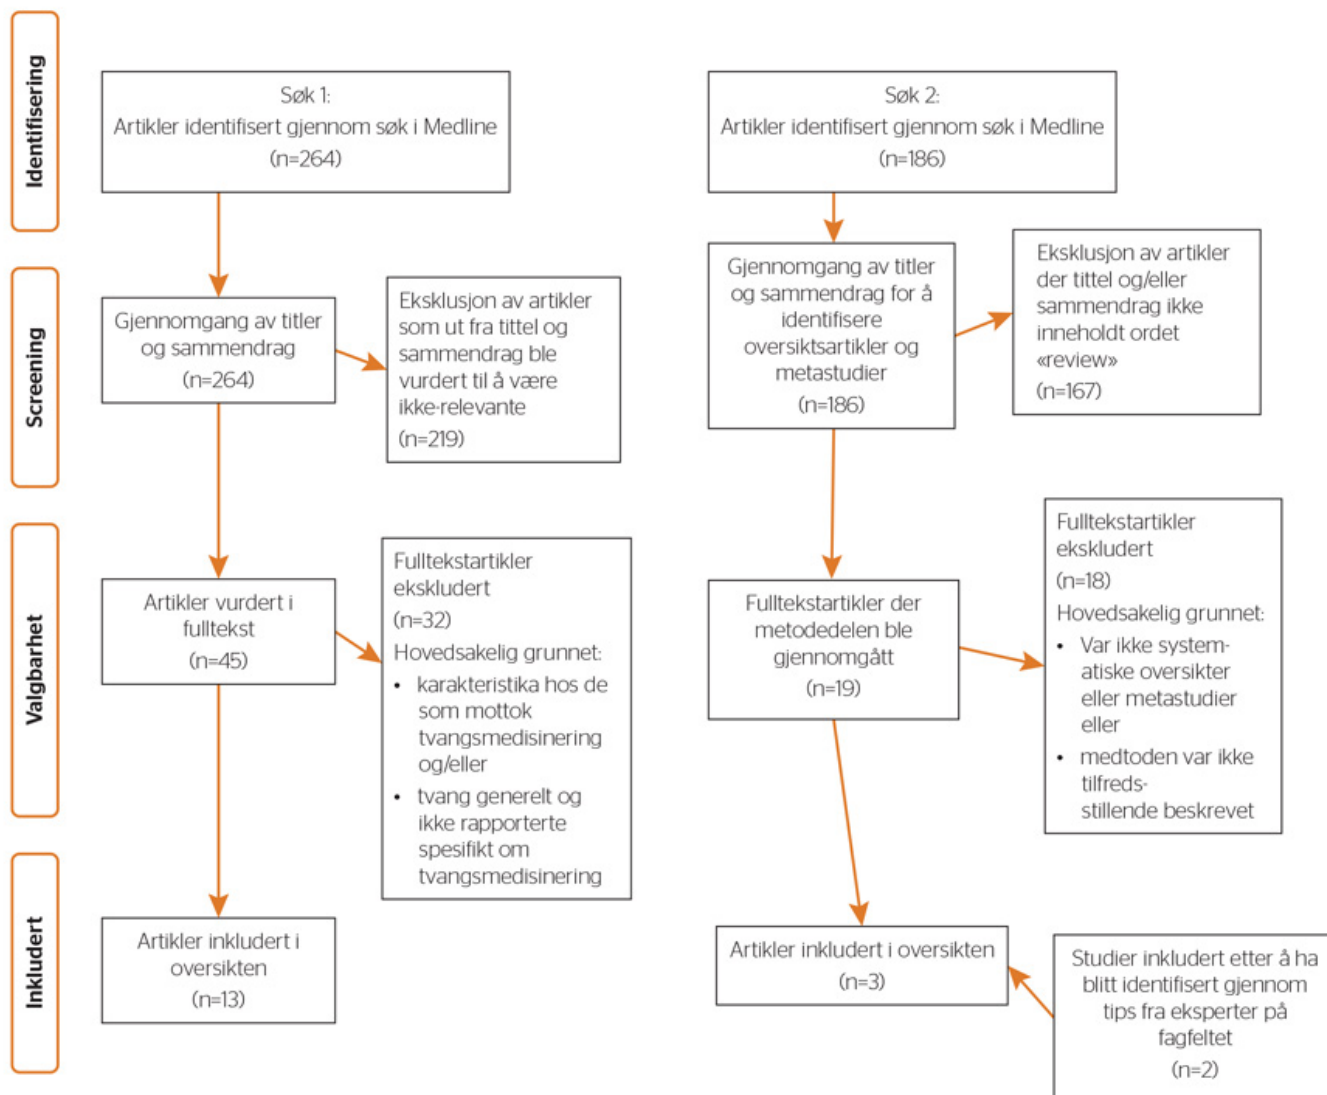 Identifisering
Søk 1:
Artikler identifisert gjennom søk i Medline
(n=264)
Søk 2:
Artikler identifisert gjennom søk i Medline
(n=186)
Screening
Gjennomgang av titler
og sammendrag
(n=264)
Eksklusjon av artikler
som ut fra tittel og
sammendrag ble
vurdert til å være
ikke-relevante
(n=219)
Gjennomgang av titler
og sammendrag for å
identifisere
oversiktsartikler og
metastudier
(n=186)
Eksklusjon av artikler
der tittel og/eller
sammendrag ikke
inneholdt ordet
«review»
(n=167)
Valgbarhet
Artikler vurdert i
fulltekst
(n=45)
Fulltekstartikler
ekskludert
(n=32)
Hovedsakelig grunnet:
• karakteristika hos de
som mottok
tvangsmedisinering
og/eller
• tvang generelt og
ikke rapporterte
spesifikt om
tvangsmedisinering
Fulltekstartikler der
metodedelen ble
gjennomgått
(n=19)
Fulltekstartikler
ekskludert
(n=18)
Hovedsakelig grunnet:
• Var ikke system-
atiske oversikter
eller metastudier
eller
• medtoden var ikke
tilfreds-
stillende beskrevet
Inkludert
Artikler inkludert i
oversikten
(n=13)
Artikler inkludert i oversikten
(n=3)
Studier inkludert etter å ha
blitt identifisert gjennom
tips fra eksperter på
fagfeltet
(n=2)